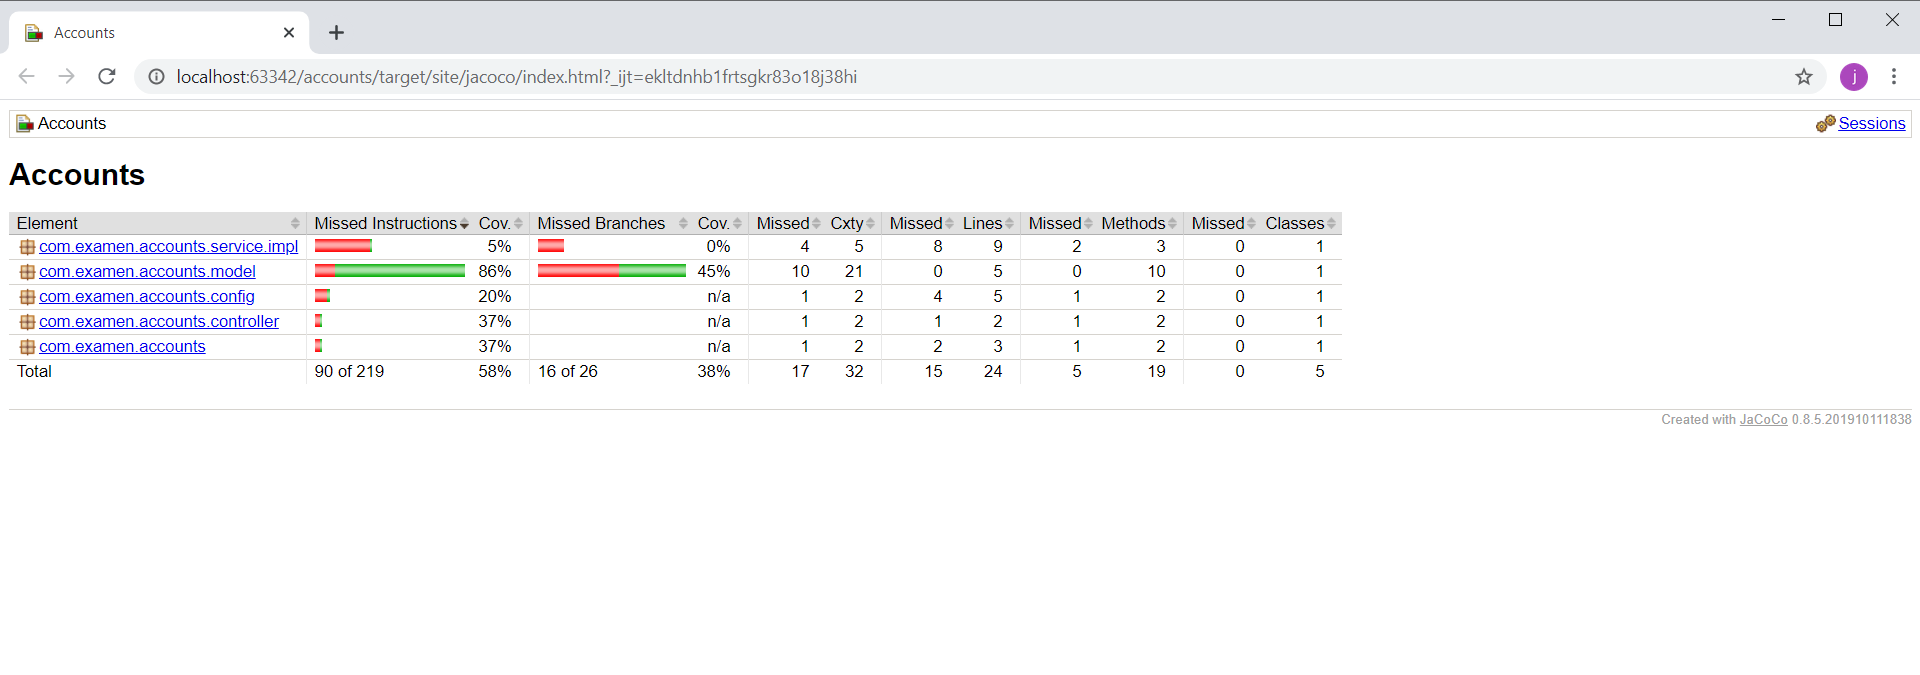 Accounts
localhost:63342/accounts/target/site/jacoco/index.html?_ijt=ekltdnhb1frtsgkr83o18j38hi
j
Accounts Sessions
Accounts
Element Missed Instructions Cov. Missed Branches Cov. Missed Cxty Missed Lines Missed Methods Missed Classes
com.examen.accounts.service.impl 5% 0% 4 5 8 9 2 3 0 1
com.examen.accounts.model 86% 45% 10 21 0 5 0 10 0 1
com.examen.accounts.config 20% n/a 1 2 4 5 1 2 0 1
com.examen.accounts.controller 37% n/a 1 2 1 2 1 2 0 1
com.examen.accounts 37% n/a 1 2 2 3 1 2 0 1
Total 90 of 219 58% 16 of 26 38% 17 32 15 24 5 19 0 5
Created with JaCoCo 0.8.5.201910111838